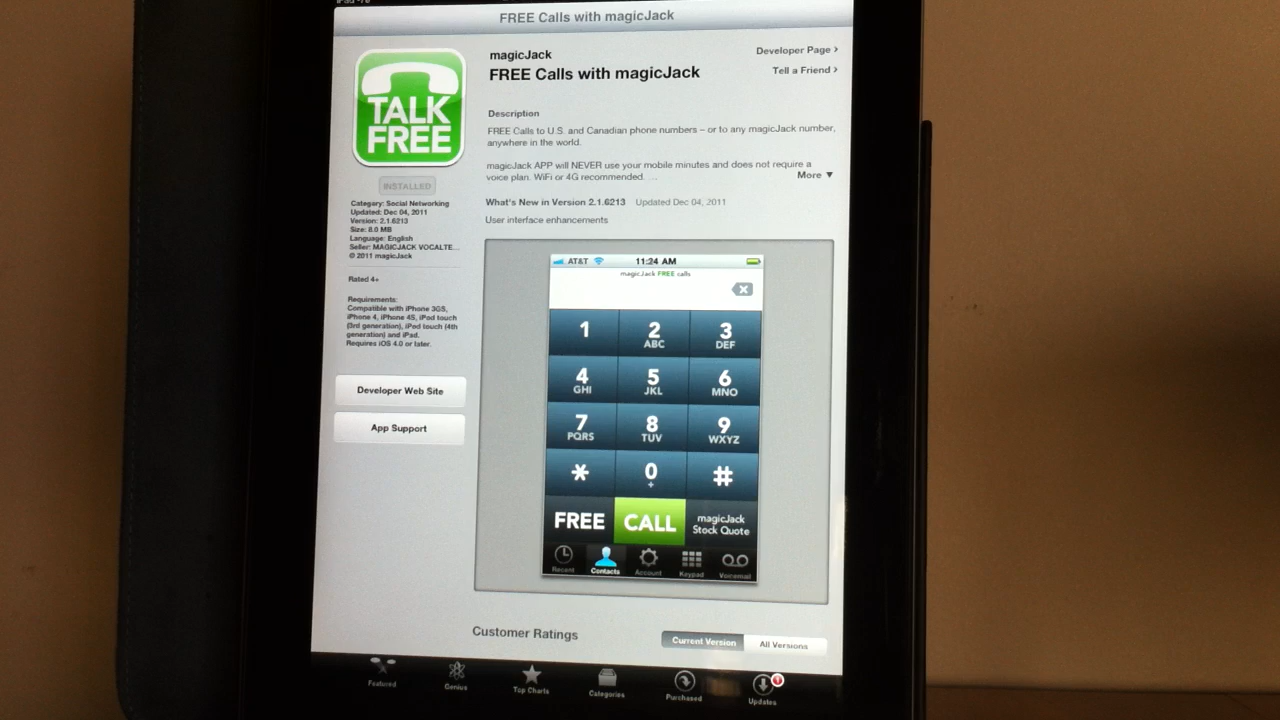 FREE Calls with magicJack
TALK
FREE
INSTALLED
Category: Social Networking
Updated: Dec 04, 2011
Version: 2.1.6213
Size: 8.0 MB
Language: English
Seller: MAGICJACK VOCALTE...
© 2011 magicJack
Rated 4+
Requirements:
Compatible with iPhone 3GS,
iPhone 4, iPhone 4S, iPod touch
(3rd generation), iPod touch (4th
generation) and iPad.
Requires iOS 4.0 or later.
Developer Web Site
App Support
magicJack
FREE Calls with magicJack
Developer Page ›
Tell a Friend ›
Description
FREE Calls to U.S. and Canadian phone numbers – or to any magicJack number,
anywhere in the world.
magicJack APP will NEVER use your mobile minutes and does not require a
voice plan. WiFi or 4G recommended. ...
More ▼
What's New in Version 2.1.6213 Updated Dec 04, 2011
User interface enhancements
AT&T 11:24 AM
magicJack FREE calls
1 2 3
ABC DEF
4 5 6
GHI JKL MNO
7 8 9
PQRS TUV WXYZ
* 0 #
+
FREE CALL magicJack
Stock Quote
Recent Contacts Account Keypad Voicemail
Customer Ratings
Current Version All Versions
Featured Genius Top Charts Categories Purchased Updates
1